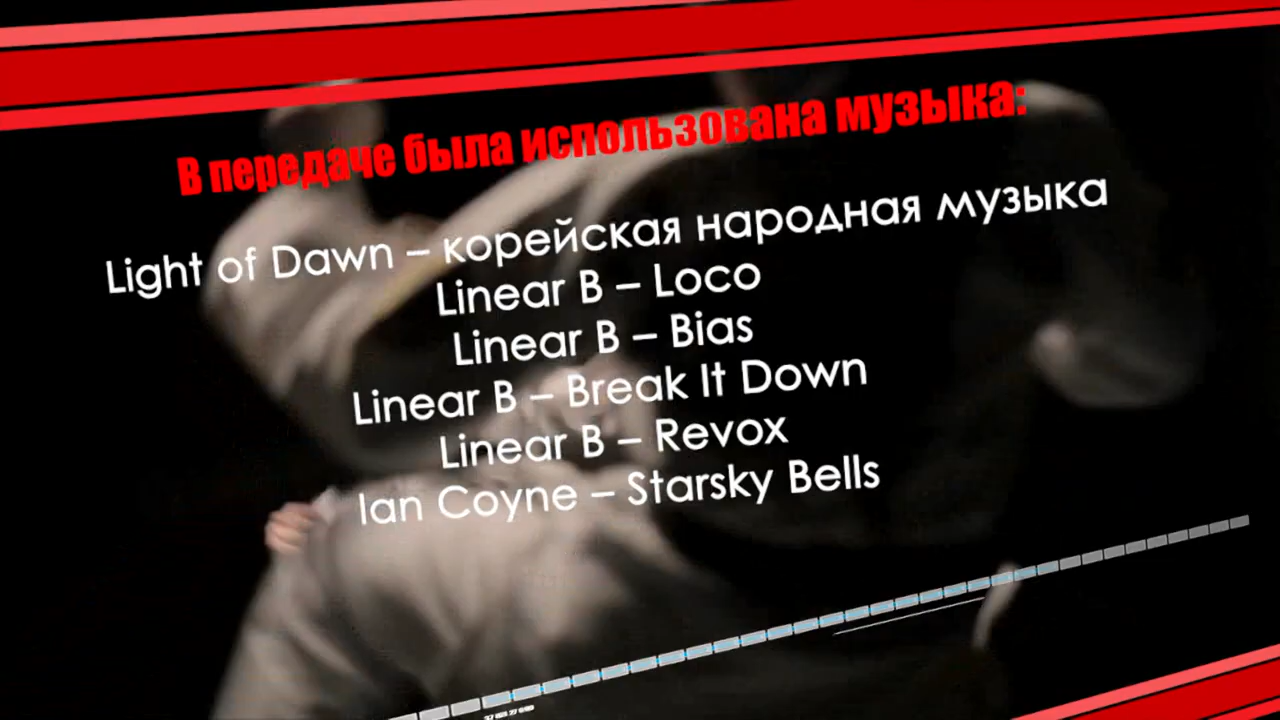 В передаче была использована музыка:
Light of Dawn – корейская народная музыка
Linear B – Loco
Linear B – Bias
Linear B – Break It Down
Linear B – Revox
Ian Coyne – Starsky Bells